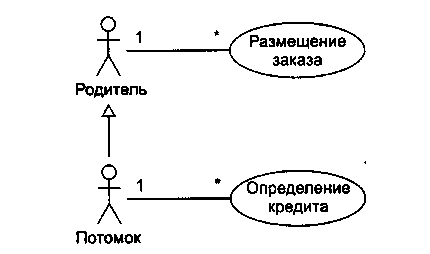 1 * Размещение
заказа
Родитель
1 * Определение
кредита
Потомок